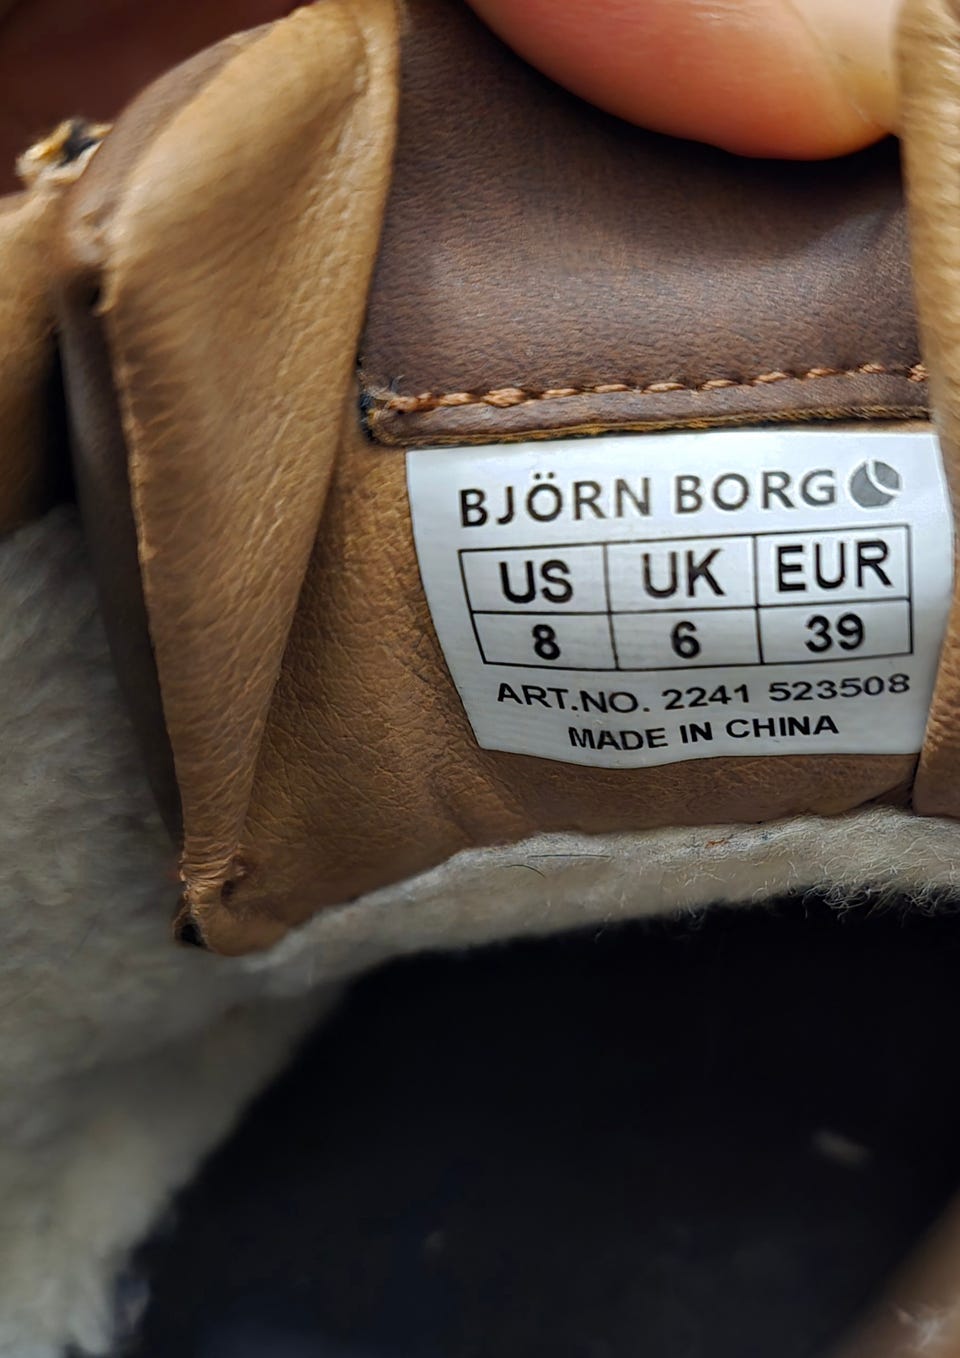 BJÖRN BORG
US UK EUR
8 6 39
ART.NO. 2241 523508
MADE IN CHINA